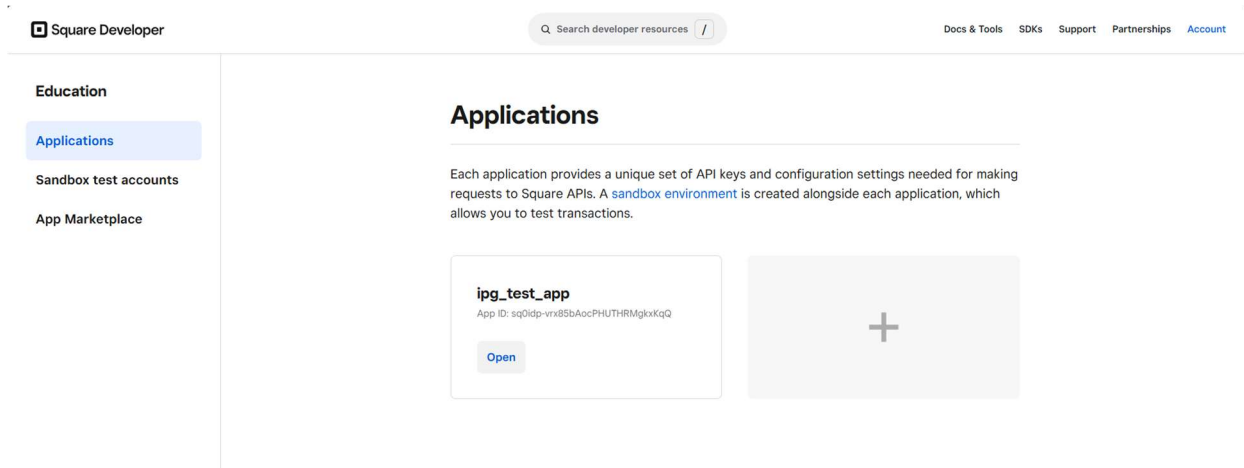 Square Developer
Search developer resources /
Docs & Tools SDKs Support Partnerships Account
Education
Applications
Sandbox test accounts
App Marketplace
Applications
Each application provides a unique set of API keys and configuration settings needed for making
requests to Square APIs. A sandbox environment is created alongside each application, which
allows you to test transactions.
ipg_test_app
App ID: sq0idp-vrx85bAocPHUTHRMgkxKqQ
Open